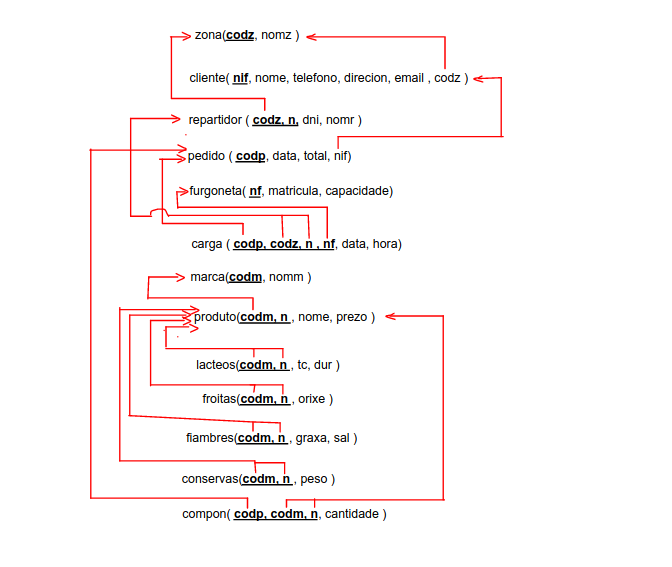 zona(codz, nomz )
cliente( nif, nome, telefono, direcion, email , codz )
repartidor ( codz, n, dni, nomr )
pedido ( codp, data, total, nif)
furgoneta( nf, matricula, capacidade)
carga ( codp, codz, n , nf, data, hora)
marca(codm, nomm )
produto(codm, n , nome, prezo )
lacteos(codm, n , tc, dur )
froitas(codm, n , orixe )
fiambres(codm, n , graxa, sal )
conservas(codm, n , peso )
compon( codp, codm, n, cantidade )